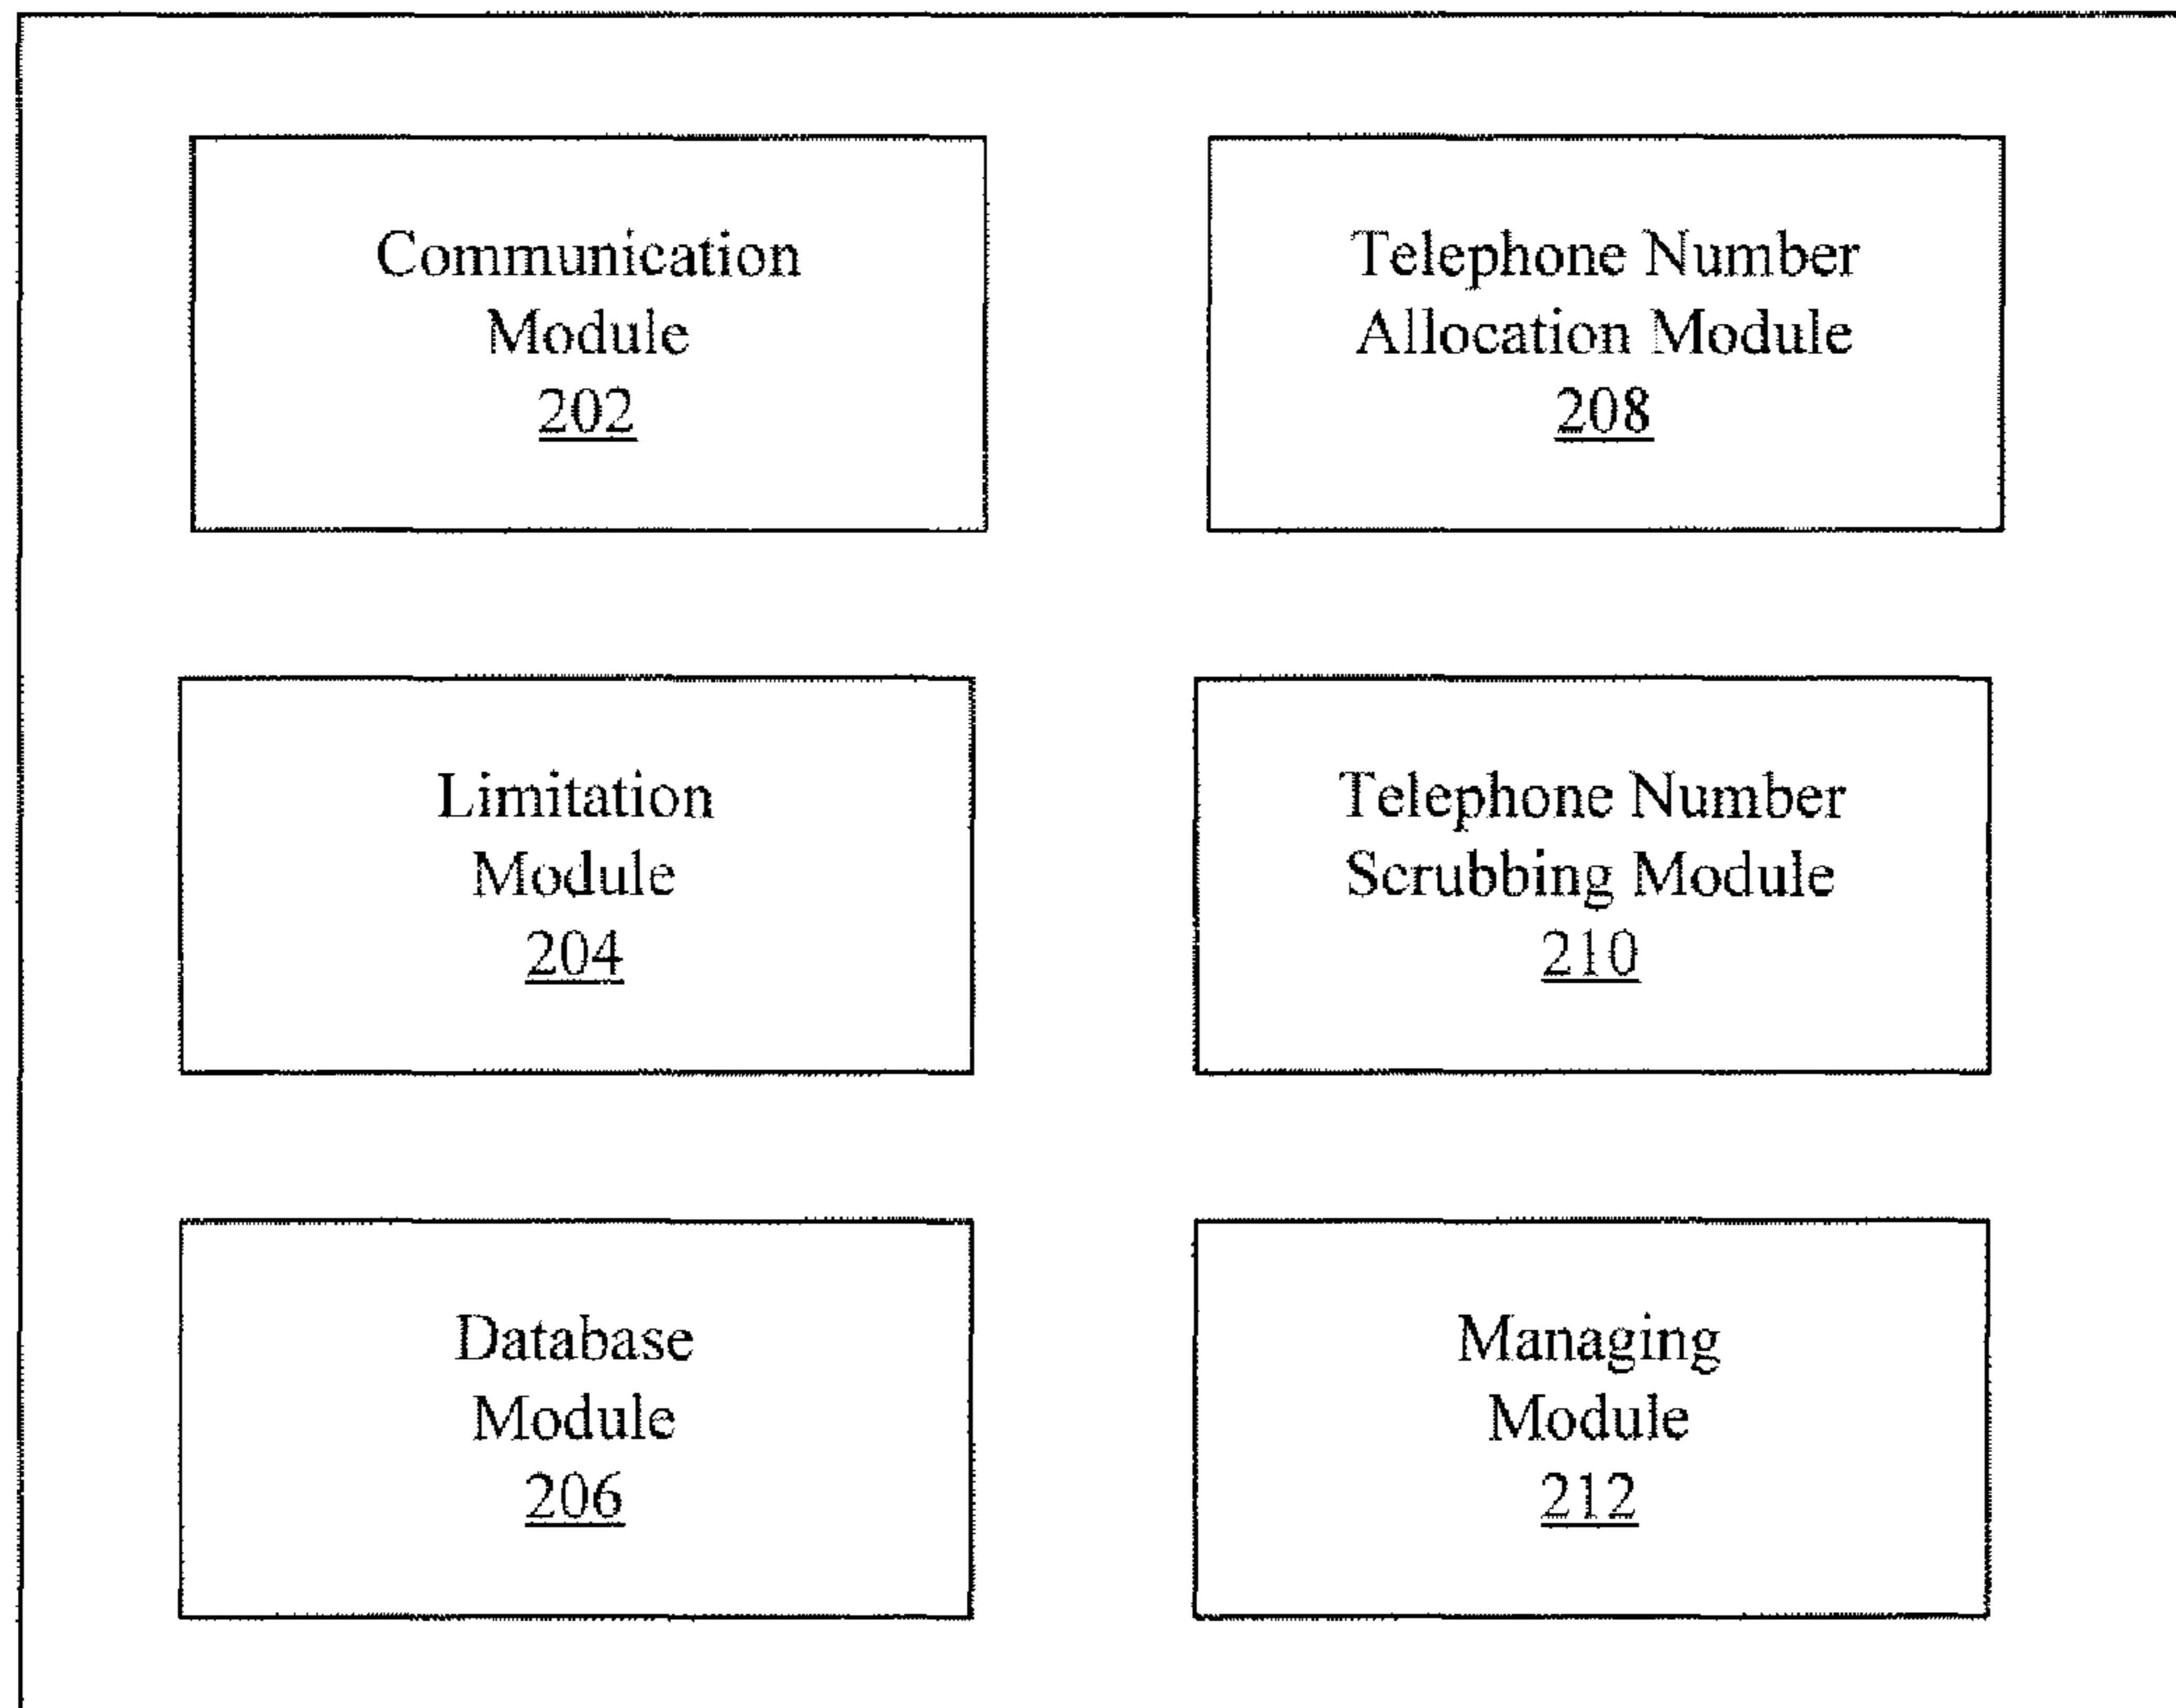 Communication
Module
202
Telephone Number
Allocation Module
208
Limitation
Module
204
Telephone Number
Scrubbing Module
210
Database
Module
206
Managing
Module
212